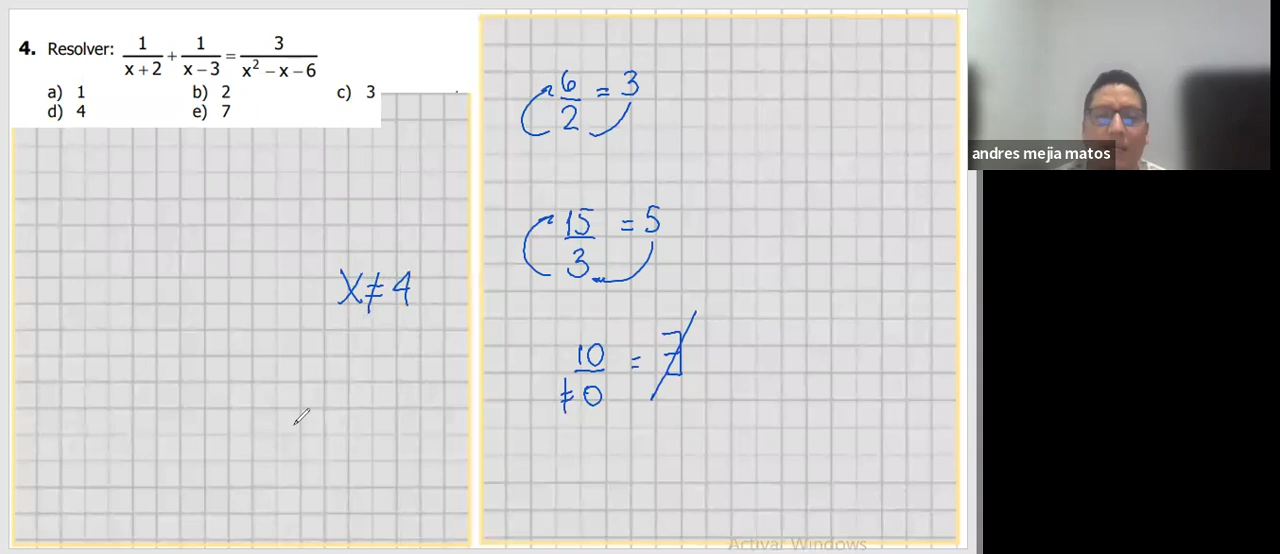 4. Resolver: 1/(x+2) + 1/(x−3) = 3/(x² −x−6)
a) 1 b) 2 c) 3
d) 4 e) 7
x≠4
6/2 = 3
15/3 = 5
10/≠0 = ∄
andres mejia matos
Activar Windows